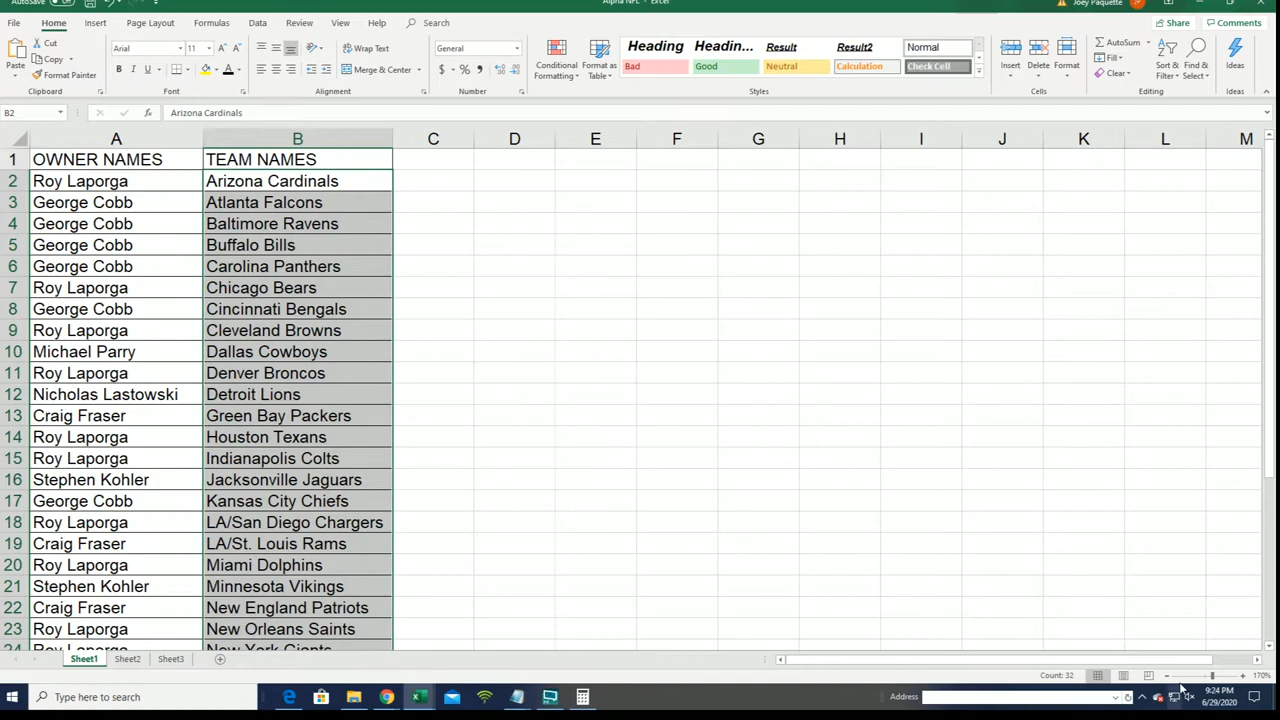 AutoSave Off Alpha NFL - Excel Joey Paquette JP
File Home Insert Page Layout Formulas Data Review View Help Search Share Comments
Paste Cut Copy Format Painter Clipboard
Arial 11 B I U Font
Wrap Text Merge & Center Alignment
General $ % , Number
Conditional Formatting Format as Table
Heading Headin... Result Result2 Normal
Bad Good Neutral Calculation Check Cell
Styles
Insert Delete Format Cells
AutoSum Fill Clear Sort & Filter Find & Select Editing
Ideas Ideas
B2 fx Arizona Cardinals
A B C D E F G H I J K L M
1 OWNER NAMES TEAM NAMES
2 Roy Laporga Arizona Cardinals
3 George Cobb Atlanta Falcons
4 George Cobb Baltimore Ravens
5 George Cobb Buffalo Bills
6 George Cobb Carolina Panthers
7 Roy Laporga Chicago Bears
8 George Cobb Cincinnati Bengals
9 Roy Laporga Cleveland Browns
10 Michael Parry Dallas Cowboys
11 Roy Laporga Denver Broncos
12 Nicholas Lastowski Detroit Lions
13 Craig Fraser Green Bay Packers
14 Roy Laporga Houston Texans
15 Roy Laporga Indianapolis Colts
16 Stephen Kohler Jacksonville Jaguars
17 George Cobb Kansas City Chiefs
18 Roy Laporga LA/San Diego Chargers
19 Craig Fraser LA/St. Louis Rams
20 Roy Laporga Miami Dolphins
21 Stephen Kohler Minnesota Vikings
22 Craig Fraser New England Patriots
23 Roy Laporga New Orleans Saints
24 Roy Laporga New York Giants
Sheet1 Sheet2 Sheet3
Count: 32 170%
Type here to search Address 9:24 PM
6/29/2020